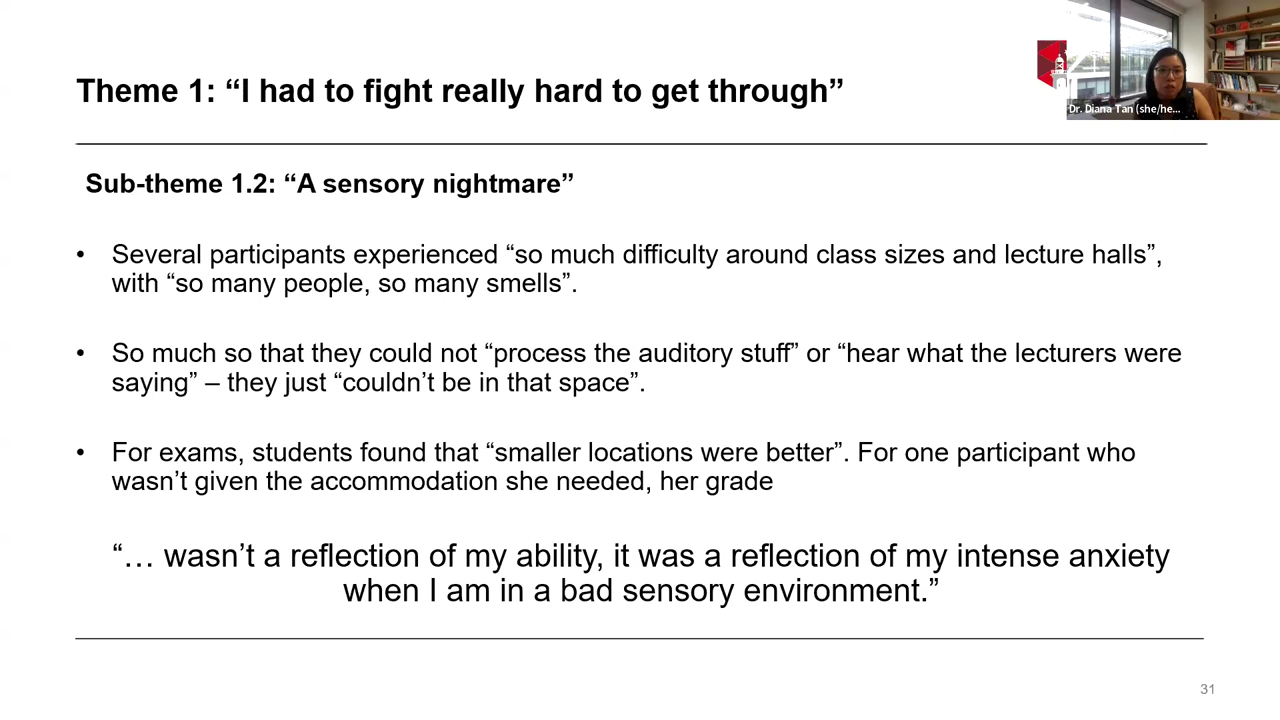 Theme 1: “I had to fight really hard to get through”
Dr. Diana Tan (she/he...
Sub-theme 1.2: “A sensory nightmare”
• Several participants experienced “so much difficulty around class sizes and lecture halls”,
with “so many people, so many smells”.
• So much so that they could not “process the auditory stuff” or “hear what the lecturers were
saying” – they just “couldn’t be in that space”.
• For exams, students found that “smaller locations were better”. For one participant who
wasn’t given the accommodation she needed, her grade
“… wasn’t a reflection of my ability, it was a reflection of my intense anxiety
when I am in a bad sensory environment.”
31